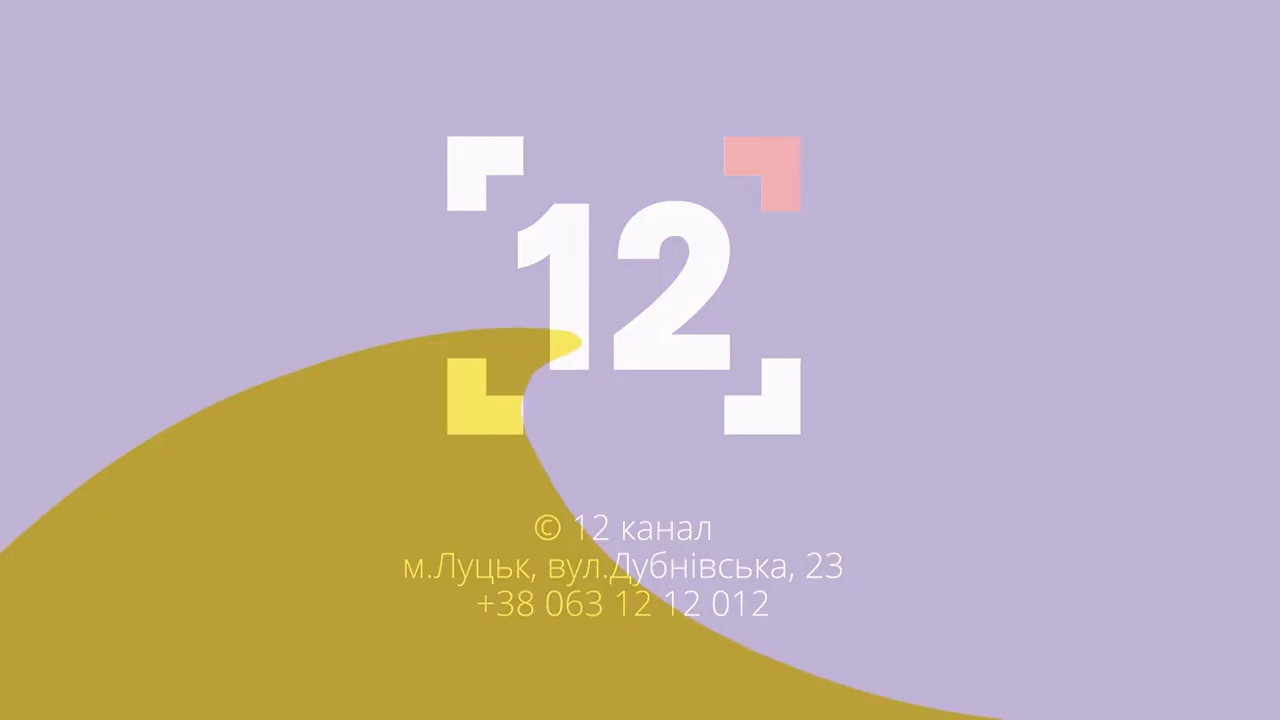 12
© 12 канал
м.Луцьк, вул.Дубнівська, 23
+38 063 12 12 012